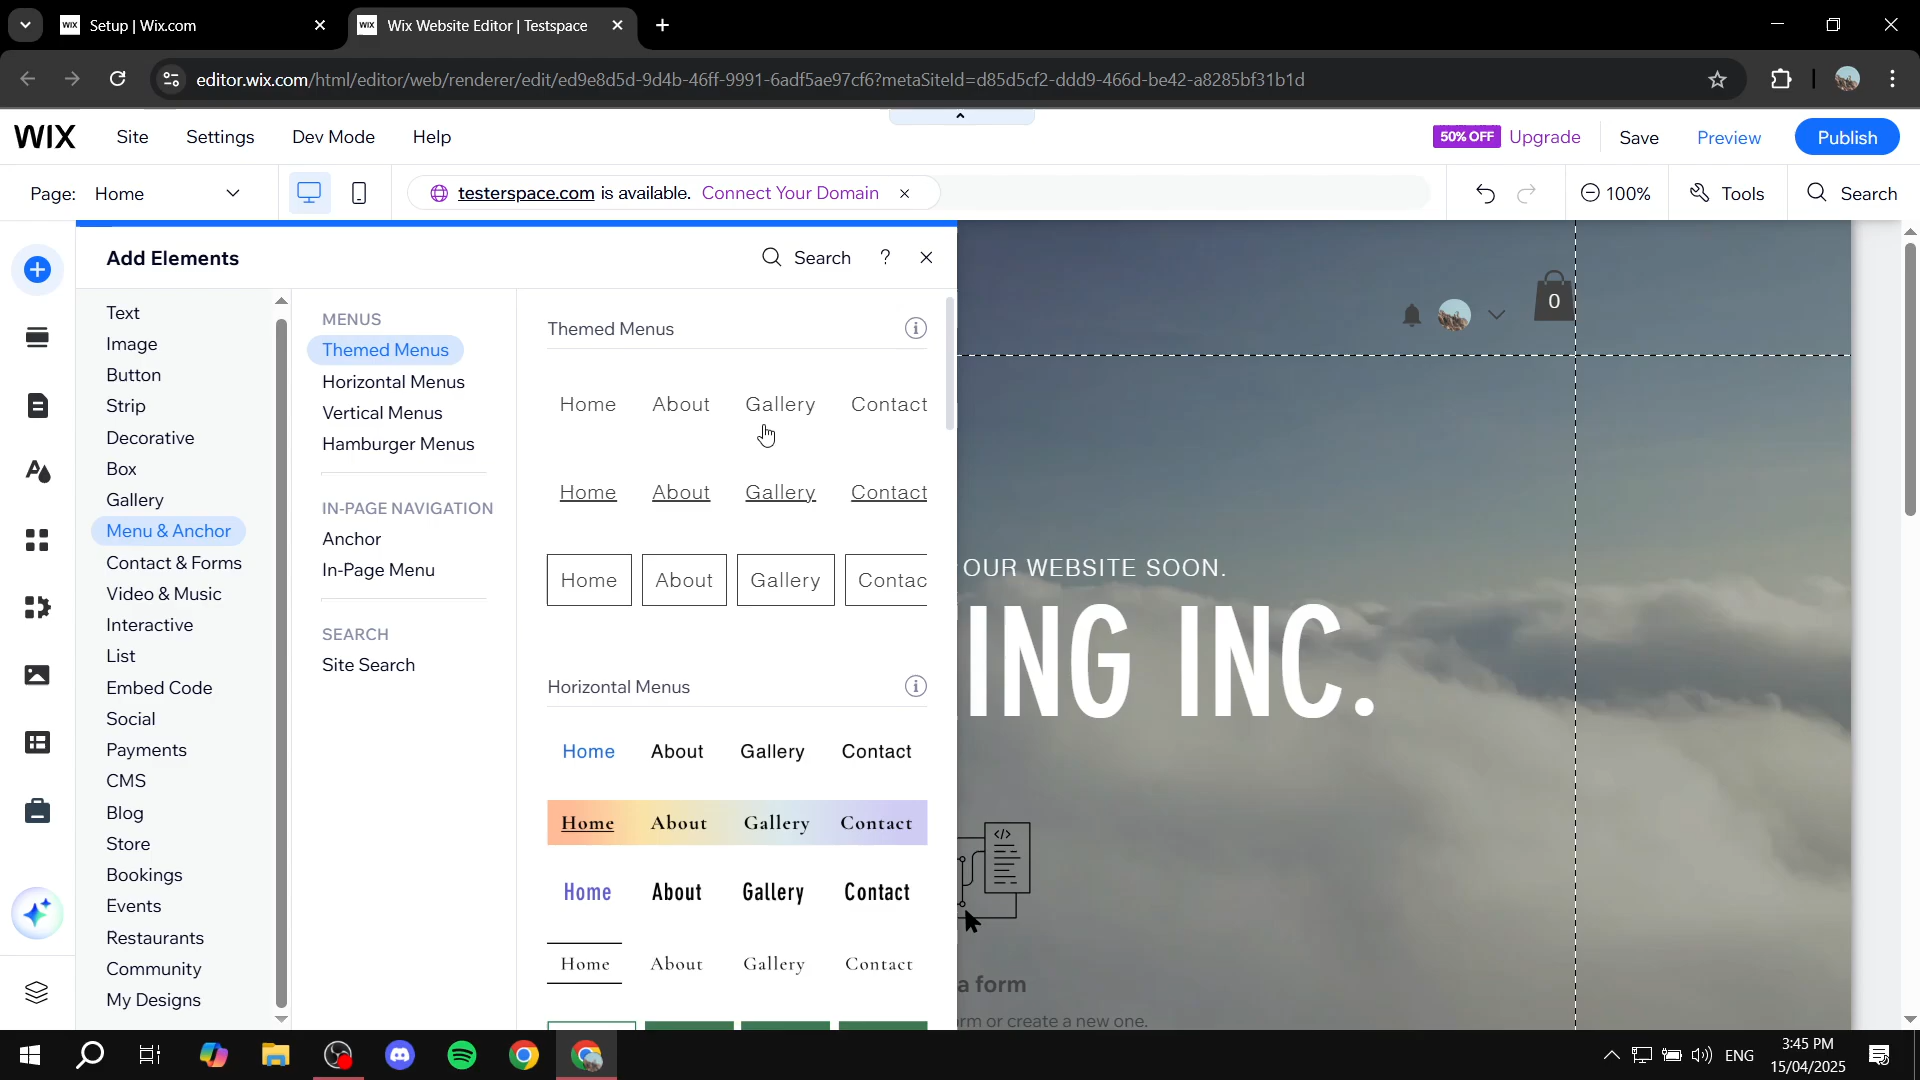 WIX Setup | Wix.com
WIX Wix Website Editor | Testspace
editor.wix.com/html/editor/web/renderer/edit/ed9e8d5d-9d4b-46ff-9991-6adf5ae97cf6?metaSiteId=d85d5cf2-ddd9-466d-be42-a8285bf31b1d
WIX Site Settings Dev Mode Help 50% OFF Upgrade Save Preview Publish
Page: Home testerspace.com is available. Connect Your Domain 100% Tools Search
Add Elements Search ?
Text
Image
Button
Strip
Decorative
Box
Gallery
Menu & Anchor
Contact & Forms
Video & Music
Interactive
List
Embed Code
Social
Payments
CMS
Blog
Store
Bookings
Events
Restaurants
Community
My Designs
MENUS
Themed Menus
Horizontal Menus
Vertical Menus
Hamburger Menus
IN-PAGE NAVIGATION
Anchor
In-Page Menu
SEARCH
Site Search
Themed Menus
Home About Gallery Contact
Home About Gallery Contact
Home About Gallery Contac
Horizontal Menus
Home About Gallery Contact
Home About Gallery Contact
Home About Gallery Contact
Home About Gallery Contact
0
OUR WEBSITE SOON.
ING INC.
a form
rm or create a new one.
ENG
3:45 PM
15/04/2025